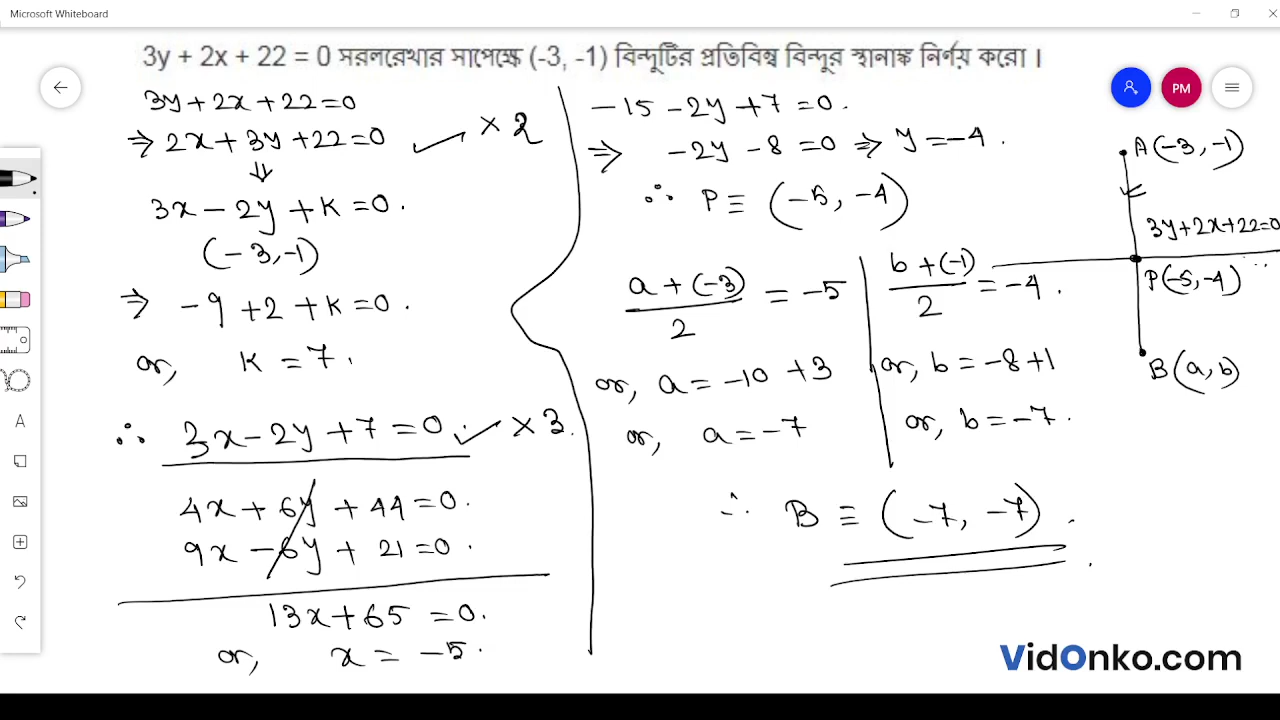 Microsoft Whiteboard
3y + 2x + 22 = 0 সরলরেখার সাপেক্ষে (-3, -1) বিন্দুটির প্রতিবিম্ব বিন্দুর স্থানাঙ্ক নির্ণয় করো ।
PM
3y + 2x + 22 = 0
⇒ 2x + 3y + 22 = 0 ✓ × 2
⇓
3x - 2y + k = 0.
(-3, -1)
⇒ -9 + 2 + k = 0.
or, k = 7.
∴ 3x - 2y + 7 = 0. ✓ × 3.
4x + 6y + 44 = 0.
9x - 6y + 21 = 0.
13x + 65 = 0.
or, x = -5.
-15 - 2y + 7 = 0.
⇒ -2y - 8 = 0 ⇒ y = -4.
∴ P ≡ (-5, -4)
a + (-3)
2
= -5
or, a = -10 + 3
or, a = -7
b + (-1)
2
= -4.
or, b = -8 + 1
or, b = -7.
∴ B ≡ (-7, -7).
A (-3, -1)
3y + 2x + 22 = 0
P(-5, -4)
B (a, b)
A
VidOnko.com